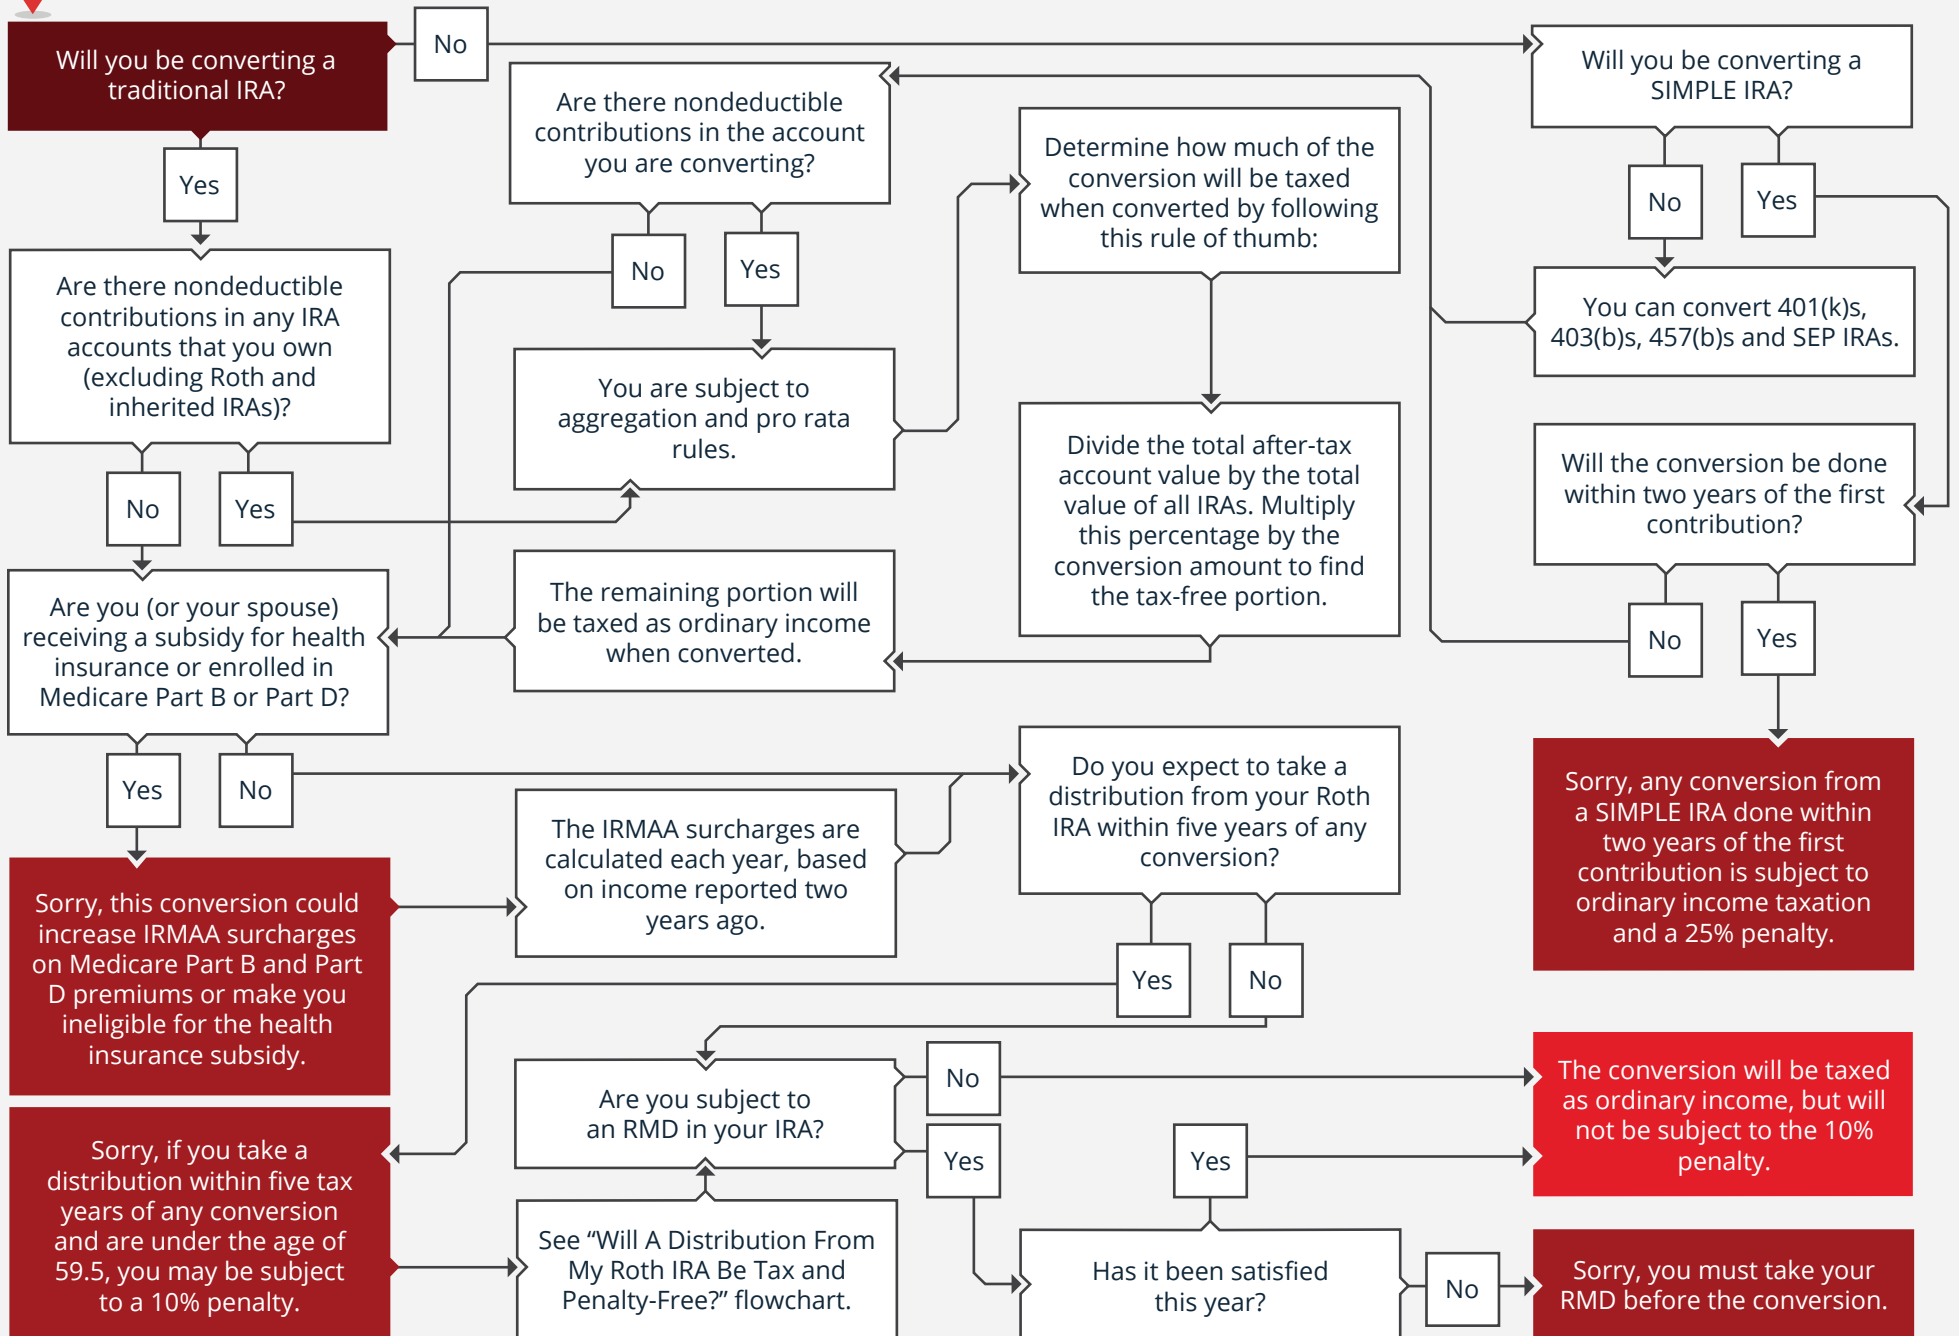 Will you be converting a
traditional IRA?
No
Will you be converting a
SIMPLE IRA?
Yes
Are there nondeductible
contributions in the account
you are converting?
No
Yes
Determine how much of the
conversion will be taxed
when converted by following
this rule of thumb:
No
Yes
Are there nondeductible
contributions in any IRA
accounts that you own
(excluding Roth and
inherited IRAs)?
No
Yes
You are subject to
aggregation and pro rata
rules.
Divide the total after-tax
account value by the total
value of all IRAs. Multiply
this percentage by the
conversion amount to find
the tax-free portion.
You can convert 401(k)s,
403(b)s, 457(b)s and SEP IRAs.
Will the conversion be done
within two years of the first
contribution?
No
Yes
Are you (or your spouse)
receiving a subsidy for health
insurance or enrolled in
Medicare Part B or Part D?
The remaining portion will
be taxed as ordinary income
when converted.
Yes
No
The IRMAA surcharges are
calculated each year, based
on income reported two
years ago.
Do you expect to take a
distribution from your Roth
IRA within five years of any
conversion?
Yes
No
Sorry, any conversion from
a SIMPLE IRA done within
two years of the first
contribution is subject to
ordinary income taxation
and a 25% penalty.
Sorry, this conversion could
increase IRMAA surcharges
on Medicare Part B and Part
D premiums or make you
ineligible for the health
insurance subsidy.
Are you subject to
an RMD in your IRA?
No
Yes
Yes
The conversion will be taxed
as ordinary income, but will
not be subject to the 10%
penalty.
Sorry, if you take a
distribution within five tax
years of any conversion
and are under the age of
59.5, you may be subject
to a 10% penalty.
See “Will A Distribution From
My Roth IRA Be Tax and
Penalty-Free?” flowchart.
Has it been satisfied
this year?
No
Sorry, you must take your
RMD before the conversion.